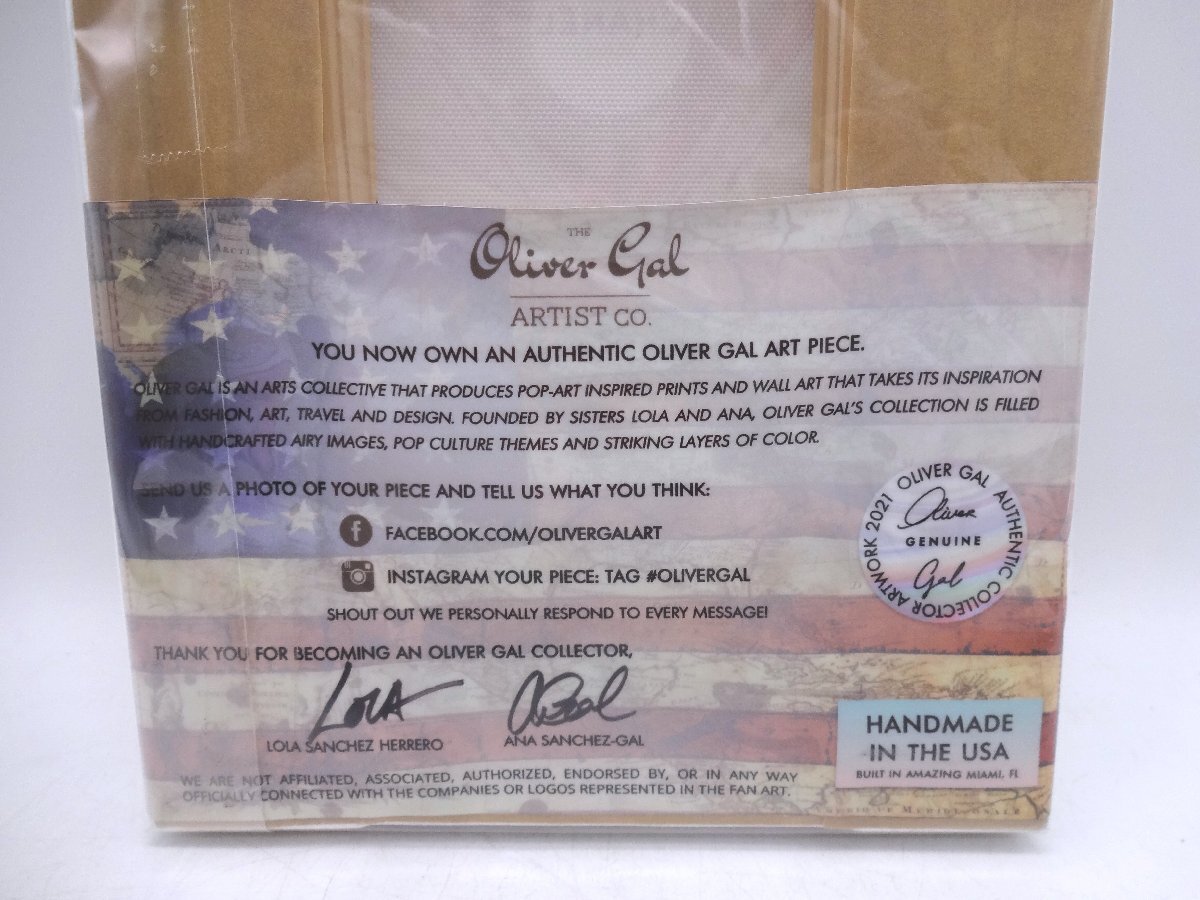 THE
Oliver Gal
ARTIST CO.
YOU NOW OWN AN AUTHENTIC OLIVER GAL ART PIECE.
OLIVER GAL IS AN ARTS COLLECTIVE THAT PRODUCES POP-ART INSPIRED PRINTS AND WALL ART THAT TAKES ITS INSPIRATION
FROM FASHION, ART, TRAVEL AND DESIGN. FOUNDED BY SISTERS LOLA AND ANA, OLIVER GAL'S COLLECTION IS FILLED
WITH HANDCRAFTED AIRY IMAGES, POP CULTURE THEMES AND STRIKING LAYERS OF COLOR.
SEND US A PHOTO OF YOUR PIECE AND TELL US WHAT YOU THINK:
f FACEBOOK.COM/OLIVERGALART
INSTAGRAM YOUR PIECE: TAG #OLIVERGAL
SHOUT OUT WE PERSONALLY RESPOND TO EVERY MESSAGE!
OLIVER GAL AUTHENTIC COLLECTOR ARTWORK 2021
Oliver
GENUINE
Gal
THANK YOU FOR BECOMING AN OLIVER GAL COLLECTOR,
LOLA
LOLA SANCHEZ HERRERO
ANA SANCHEZ-GAL
HANDMADE
IN THE USA
BUILT IN AMAZING MIAMI, FL
WE ARE NOT AFFILIATED, ASSOCIATED, AUTHORIZED, ENDORSED BY, OR IN ANY WAY
OFFICIALLY CONNECTED WITH THE COMPANIES OR LOGOS REPRESENTED IN THE FAN ART.